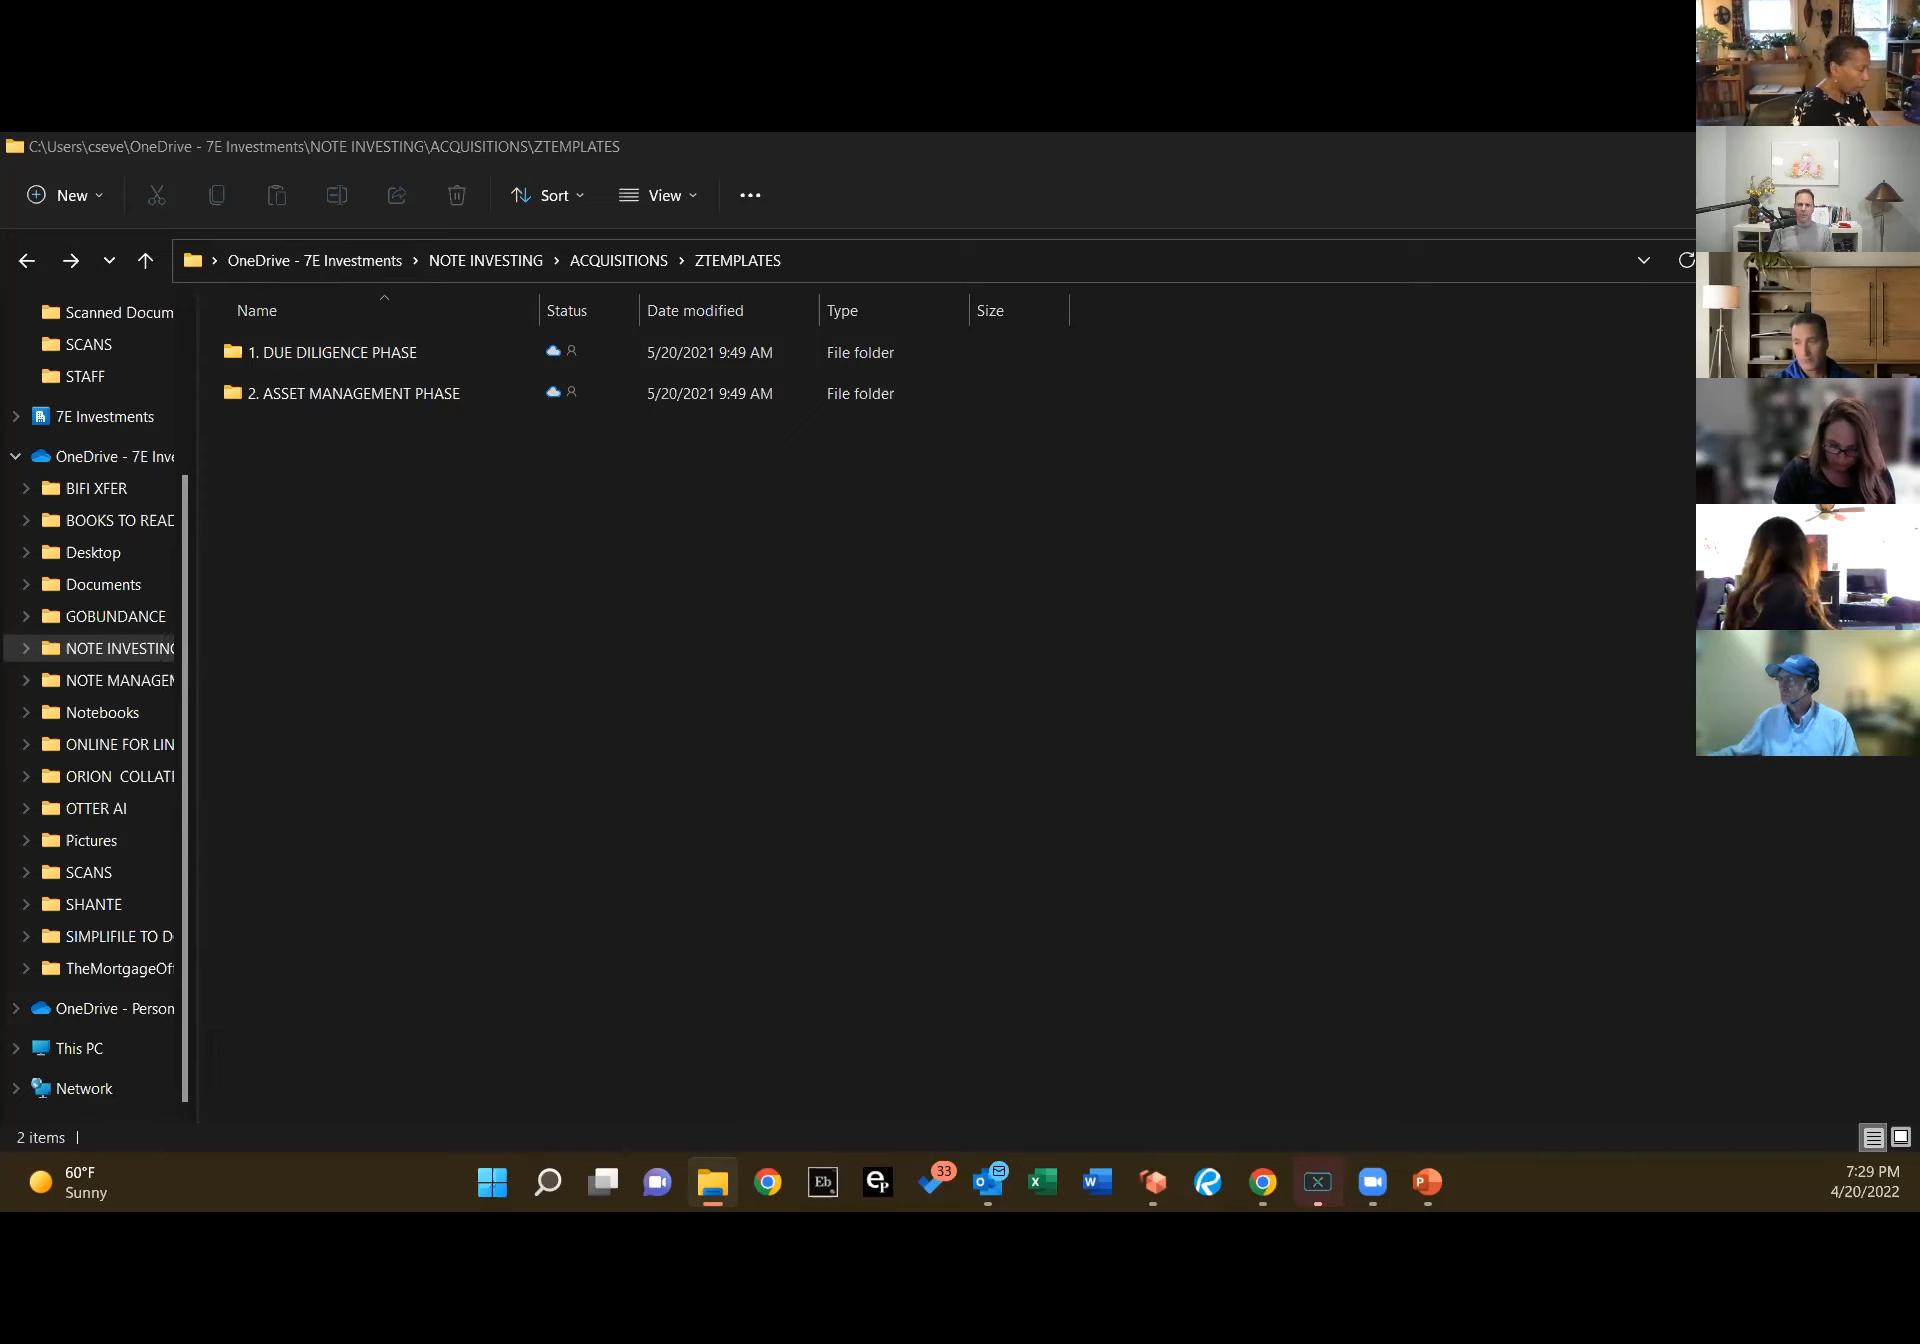 C:\Users\cseve\OneDrive - 7E Investments\NOTE INVESTING\ACQUISITIONS\ZTEMPLATES
New
Sort
View
OneDrive - 7E Investments > NOTE INVESTING > ACQUISITIONS > ZTEMPLATES
Name Status Date modified Type Size
1. DUE DILIGENCE PHASE 5/20/2021 9:49 AM File folder
2. ASSET MANAGEMENT PHASE 5/20/2021 9:49 AM File folder
Scanned Docum
SCANS
STAFF
7E Investments
OneDrive - 7E Inve
BIFI XFER
BOOKS TO READ
Desktop
Documents
GOBUNDANCE
NOTE INVESTING
NOTE MANAGEM
Notebooks
ONLINE FOR LIN
ORION COLLATE
OTTER AI
Pictures
SCANS
SHANTE
SIMPLIFILE TO D
TheMortgageOf
OneDrive - Person
This PC
Network
2 items
60°F
Sunny
Eb
ep
33
7:29 PM
4/20/2022